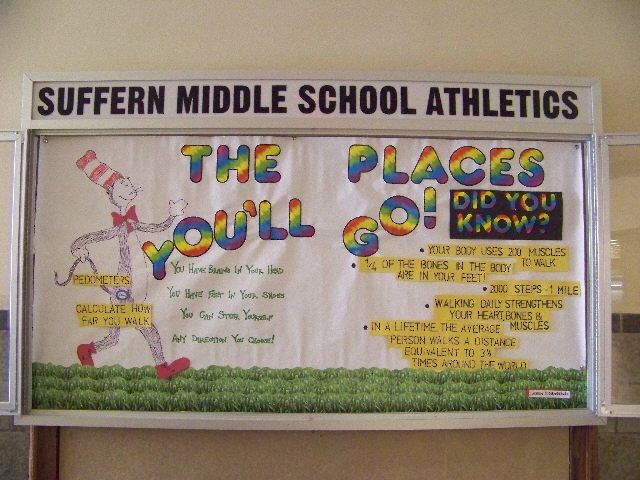 SUFFERN MIDDLE SCHOOL ATHLETICS
THE PLACES
YOU'LL GO!
PEDOMETERS
CALCULATE HOW
FAR YOU WALK
You Have Brains In Your Head
You Have Feet In Your Shoes
You Can Steer Yourself
Any Direction You Choose!
DID YOU
KNOW?
• YOUR BODY USES 200 MUSCLES
TO WALK
• 1/4 OF THE BONES IN THE BODY
ARE IN YOUR FEET!
• 2000 STEPS = 1 MILE
• WALKING DAILY STRENGTHENS
YOUR HEART, BONES &
MUSCLES
• IN A LIFETIME, THE AVERAGE
PERSON WALKS A DISTANCE
EQUIVALENT TO 3 1/4
TIMES AROUND THE WORLD